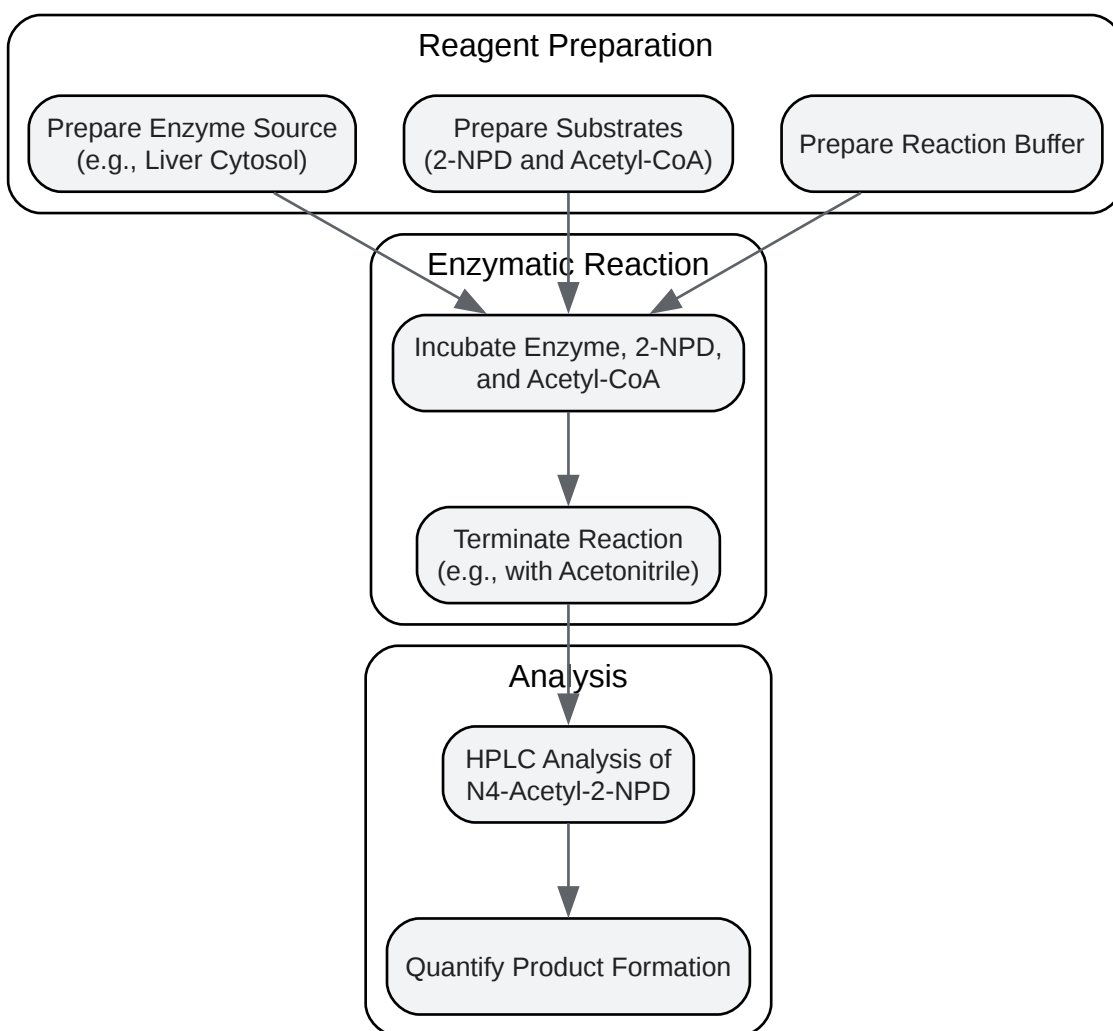 Reagent Preparation
Prepare Enzyme Source
(e.g., Liver Cytosol)
Prepare Substrates
(2-NPD and Acetyl-CoA)
Prepare Reaction Buffer
Enzymatic Reaction
Incubate Enzyme, 2-NPD,
and Acetyl-CoA
Terminate Reaction
(e.g., with Acetonitrile)
Analysis
HPLC Analysis of
N4-Acetyl-2-NPD
Quantify Product Formation